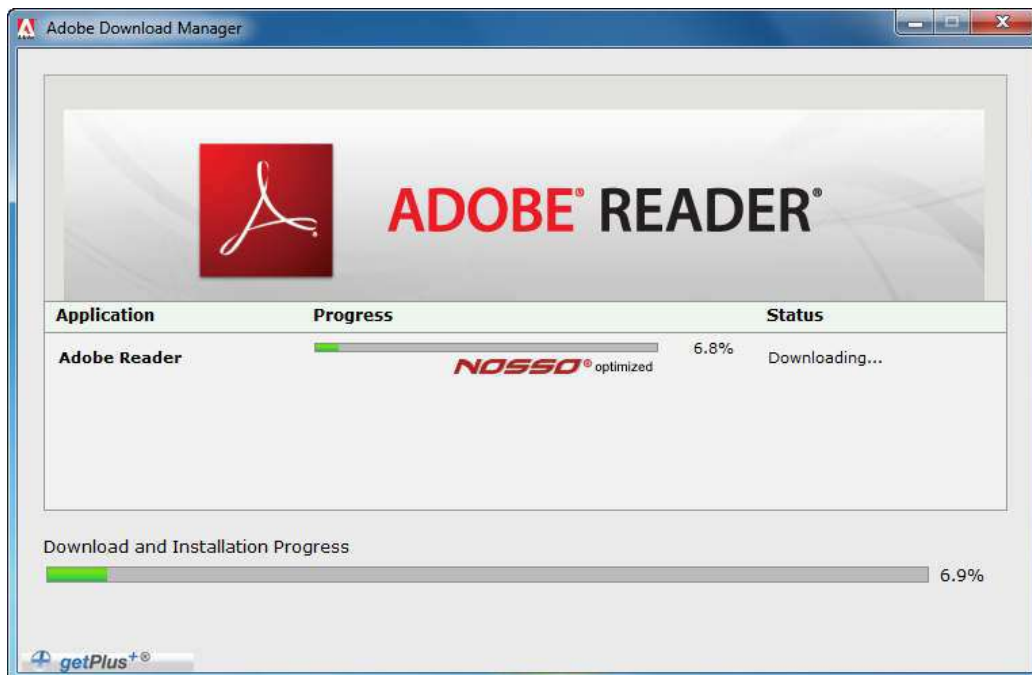 Adobe Download Manager
ADOBE® READER®
Application Progress Status
Adobe Reader 6.8% Downloading...
NOSSO® optimized
Download and Installation Progress
6.9%
getPlus+®